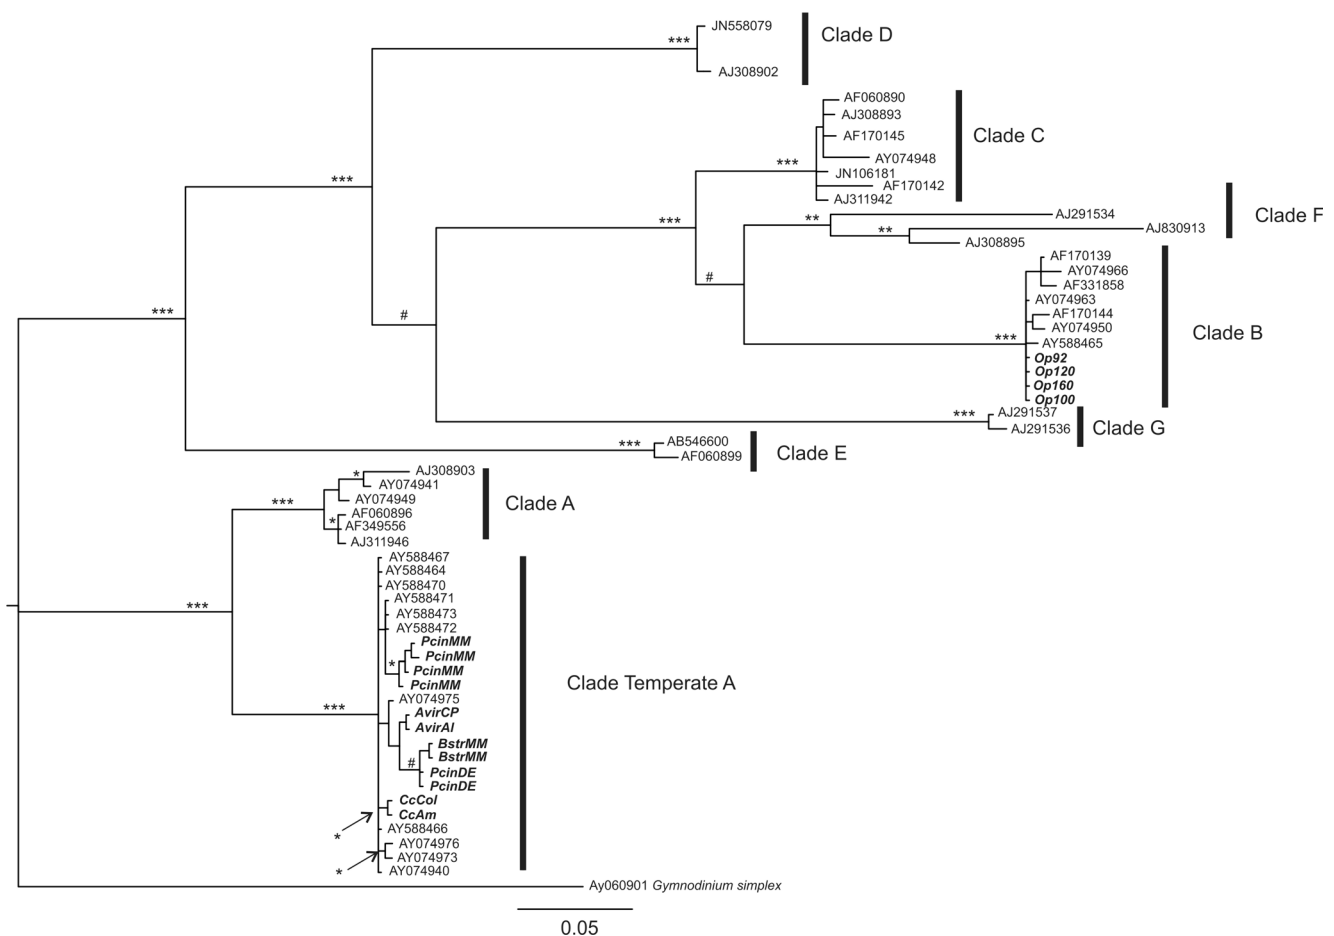 JN558079
***
Clade D
AJ308902
AF060890
AJ308893
AF170145
Clade C
AY074948
***
JN106181
***
AF170142
AJ311942
AJ291534
Clade F
**
***
AJ830913
**
AJ308895
AF170139
AY074966
#
AF331858
AY074963
***
AF170144
#
AY074950
Clade B
***
AY588465
Op92
Op120
Op160
Op100
AJ291537
***
AJ291536
Clade G
AB546600
***
AF060899
Clade E
AJ308903
*
AY074941
AY074949
***
Clade A
AF060896
*
AF349556
AJ311946
AY588467
AY588464
AY588470
AY588471
***
AY588473
AY588472
PcinMM
PcinMM
*
PcinMM
PcinMM
Clade Temperate A
AY074975
***
AvirCP
AvirAI
BstrMM
BstrMM
#
PcinDE
PcinDE
CcCol
CcAm
AY588466
*
AY074976
AY074973
AY074940
*
Ay060901 Gymnodinium simplex
0.05